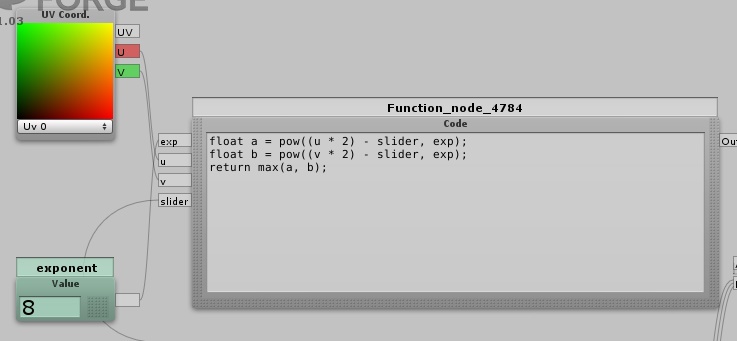 FORGE
1.03
UV Coord.
UV
U
V
Uv 0
Function_node_4784
Code
exp
u
v
slider
float a = pow((u * 2) - slider, exp);
float b = pow((v * 2) - slider, exp);
return max(a, b);
exponent
Value
8